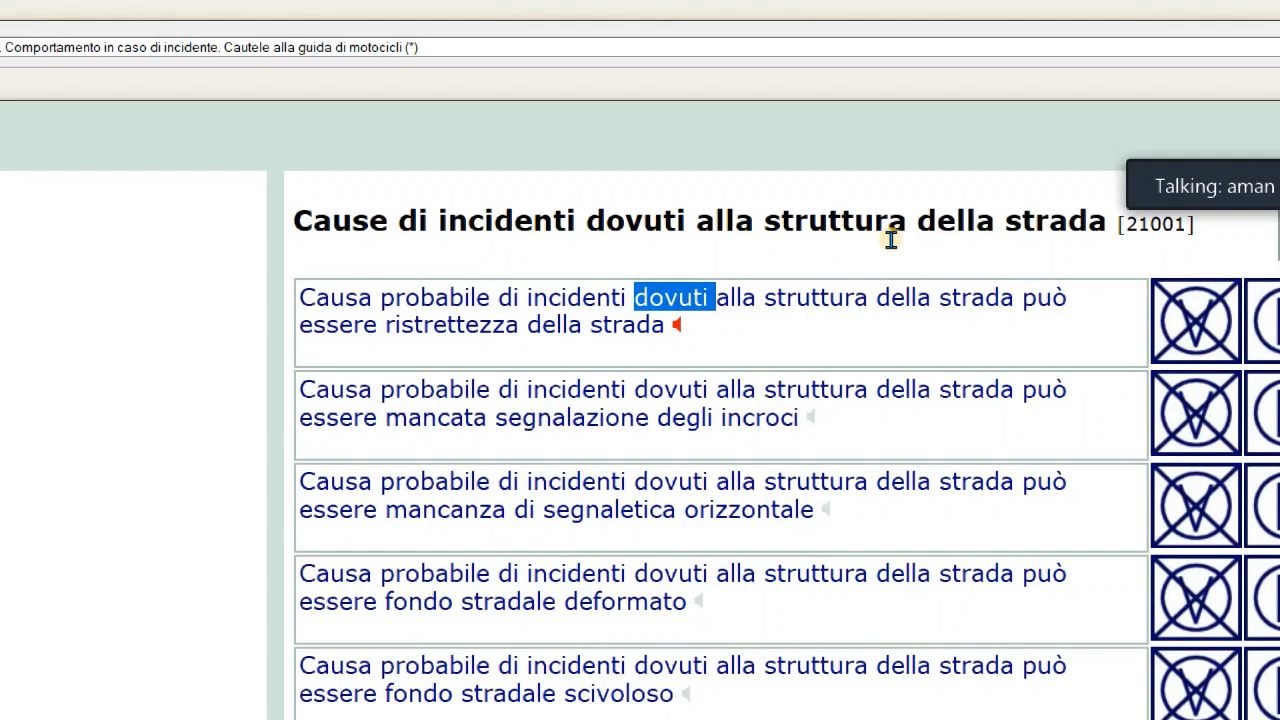 . Comportamento in caso di incidente. Cautele alla guida di motocicli (*)
Talking: aman
Cause di incidenti dovuti alla struttura della strada [21001]
Causa probabile di incidenti dovuti alla struttura della strada può
essere ristrettezza della strada
V
Causa probabile di incidenti dovuti alla struttura della strada può
essere mancata segnalazione degli incroci
V
Causa probabile di incidenti dovuti alla struttura della strada può
essere mancanza di segnaletica orizzontale
V
Causa probabile di incidenti dovuti alla struttura della strada può
essere fondo stradale deformato
V
Causa probabile di incidenti dovuti alla struttura della strada può
essere fondo stradale scivoloso
V